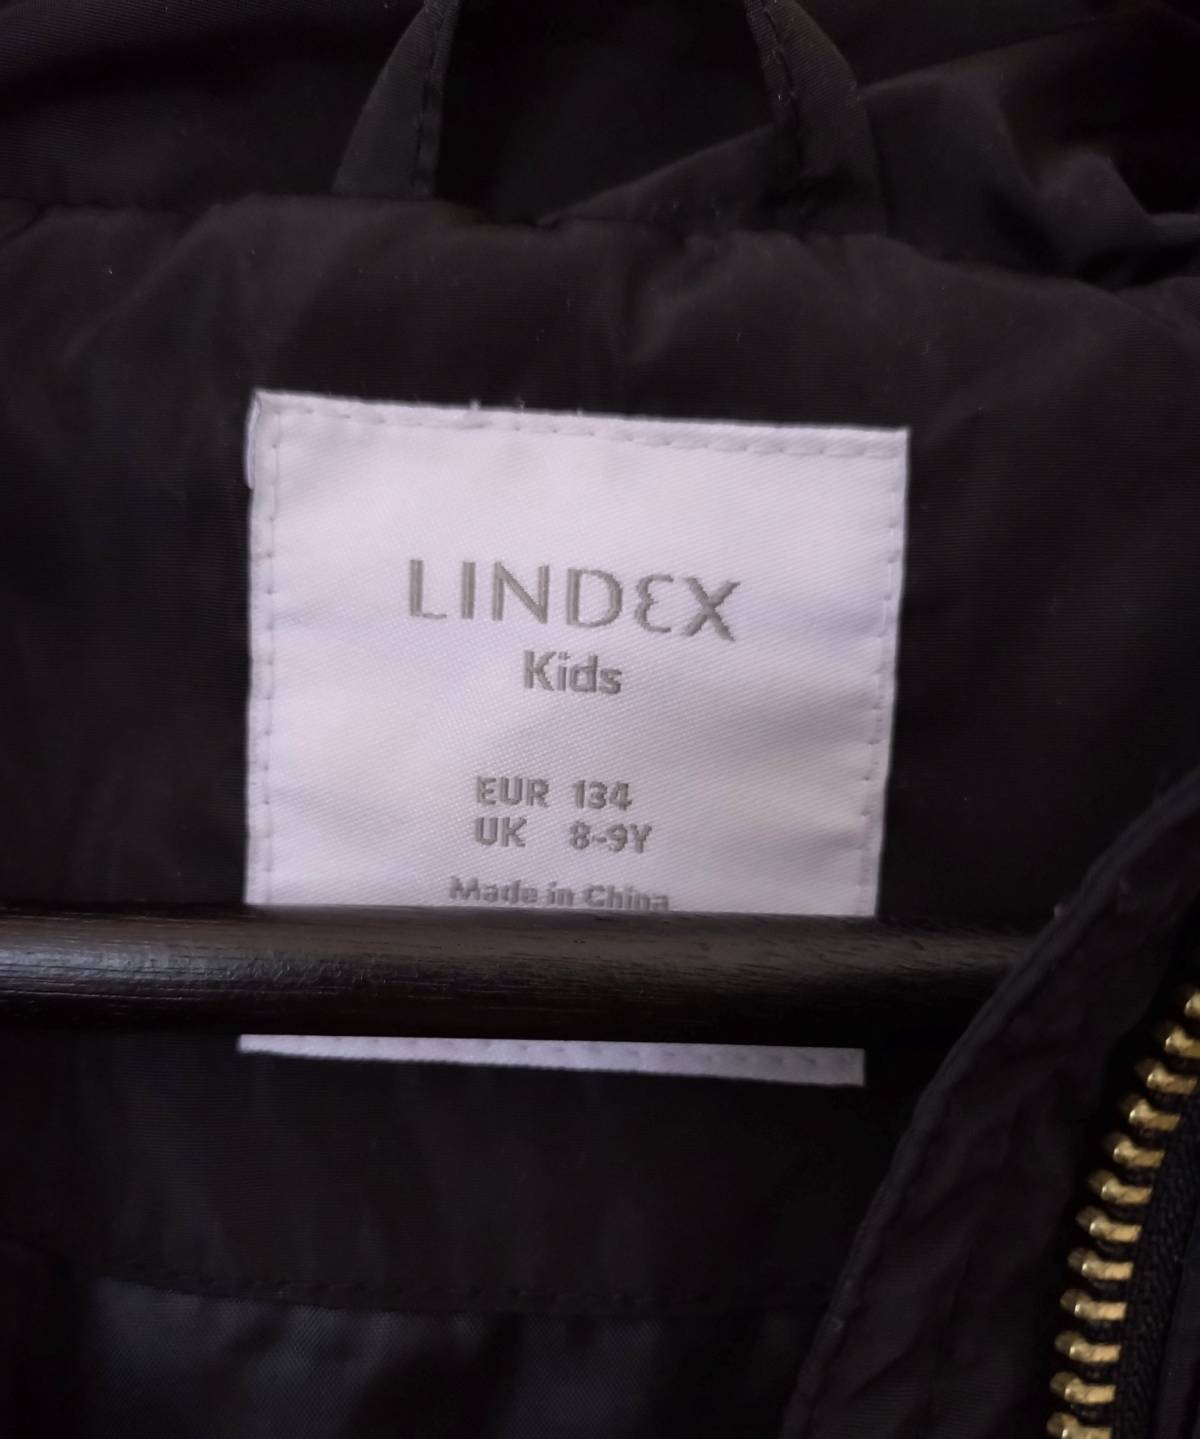 LINDEX
Kids
EUR 134
UK 8-9Y
Made in China